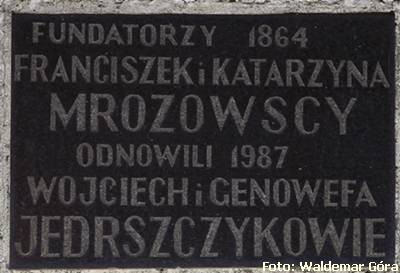 FUNDATORZY 1864
FRANCISZEK i KATARZYNA
MROZOWSCY
ODNOWILI 1987
WOJCIECH i GENOWEFA
JEDRSZCZYKOWIE
Foto: Waldemar Góra